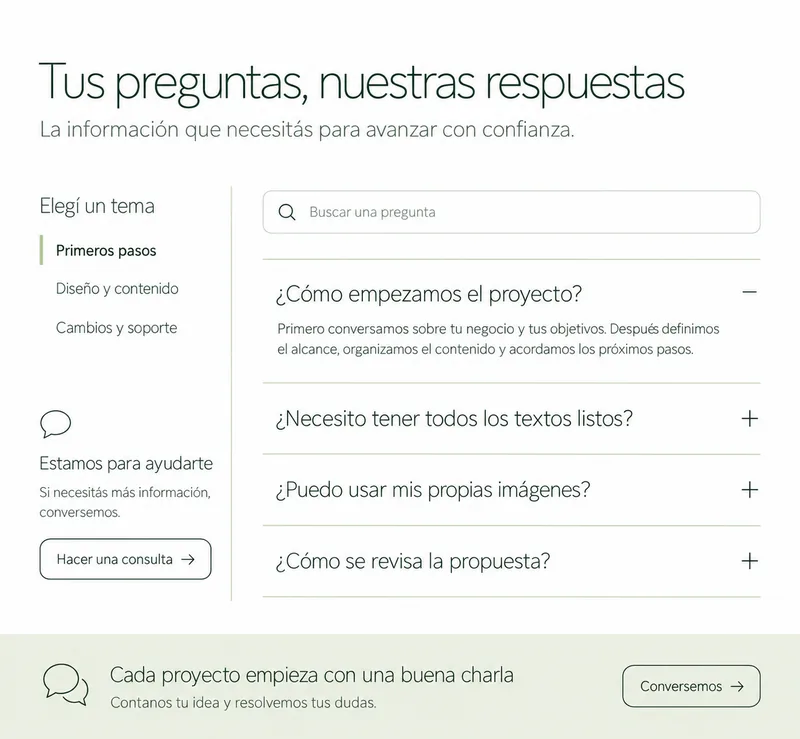 Tus preguntas, nuestras respuestas
La información que necesitás para avanzar con confianza.
Elegí un tema
Primeros pasos
Diseño y contenido
Cambios y soporte
Estamos para ayudarte
Si necesitás más información,
conversemos.
Hacer una consulta →
Buscar una pregunta
¿Cómo empezamos el proyecto?
Primero conversamos sobre tu negocio y tus objetivos. Después definimos
el alcance, organizamos el contenido y acordamos los próximos pasos.
¿Necesito tener todos los textos listos?
¿Puedo usar mis propias imágenes?
¿Cómo se revisa la propuesta?
Cada proyecto empieza con una buena charla
Contanos tu idea y resolvemos tus dudas.
Conversemos →